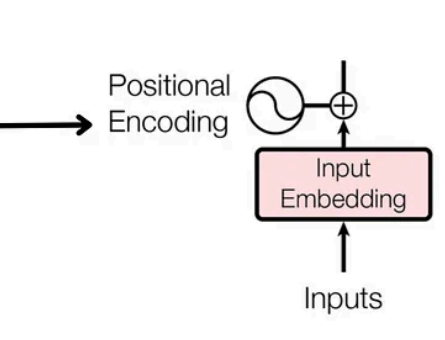 Positional
Encoding
Input
Embedding
Inputs